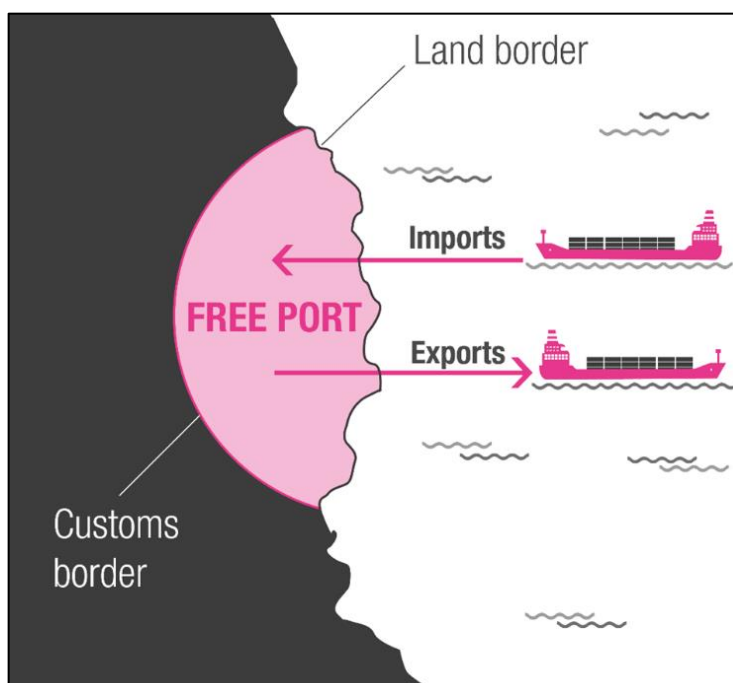 Land border
Imports
FREE PORT
Exports
Customs
border